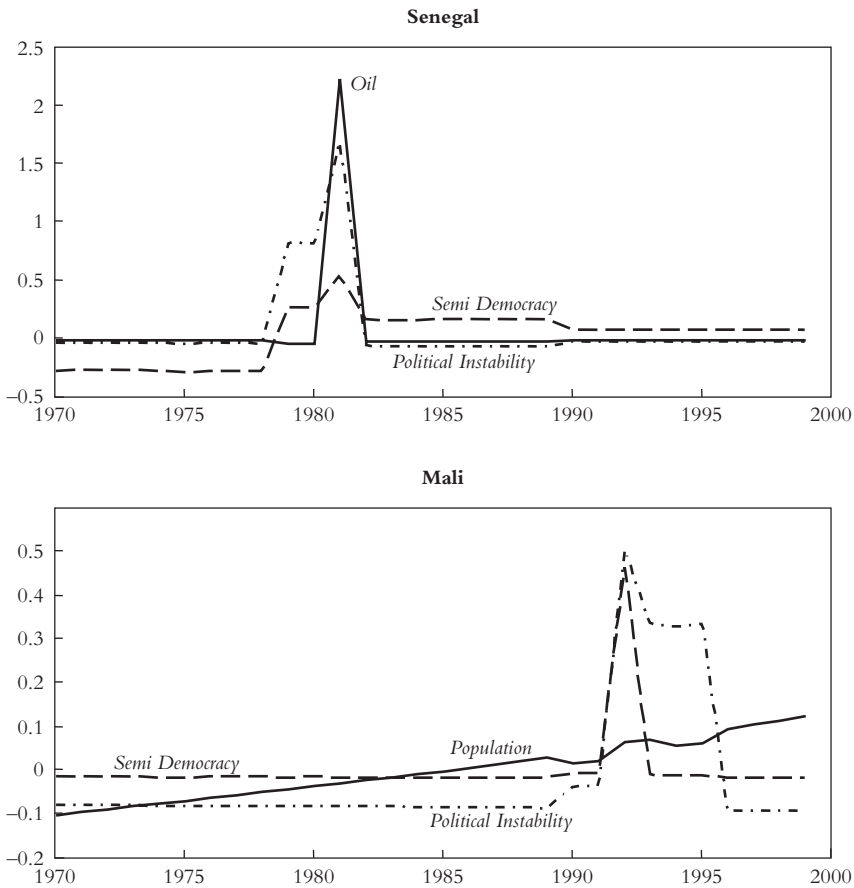 Senegal
2.5
Oil
2
1.5
1
0.5
Semi Democracy
0
Political Instability
–0.5
1970 1975 1980 1985 1990 1995 2000
Mali
0.5
0.4
0.3
0.2
0.1
Population
Semi Democracy
0
–0.1
Political Instability
–0.2
1970 1975 1980 1985 1990 1995 2000